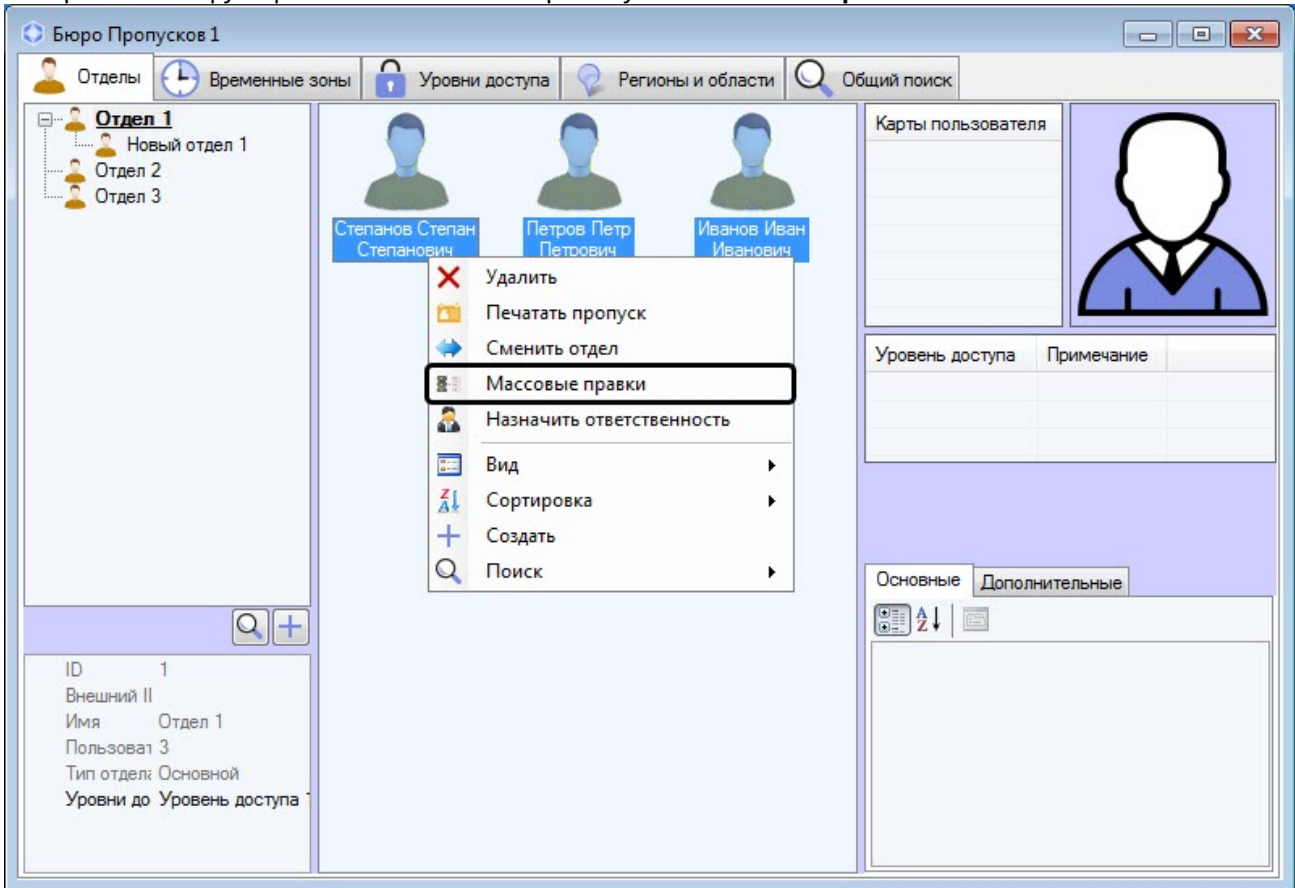 Бюро Пропусков 1
Отделы
Временные зоны
Уровни доступа
Регионы и области
Общий поиск
Отдел 1
Новый отдел 1
Отдел 2
Отдел 3
Степанов Степан
Степанович
Петров Петр
Петрович
Иванов Иван
Иванович
Удалить
Печатать пропуск
Сменить отдел
Массовые правки
Назначить ответственность
Вид
Сортировка
Создать
Поиск
Карты пользователя
Уровень доступа Примечание
Основные Дополнительные
ID 1
Внешний II
Имя Отдел 1
Пользоват 3
Тип отдела Основной
Уровни до Уровень доступа 1